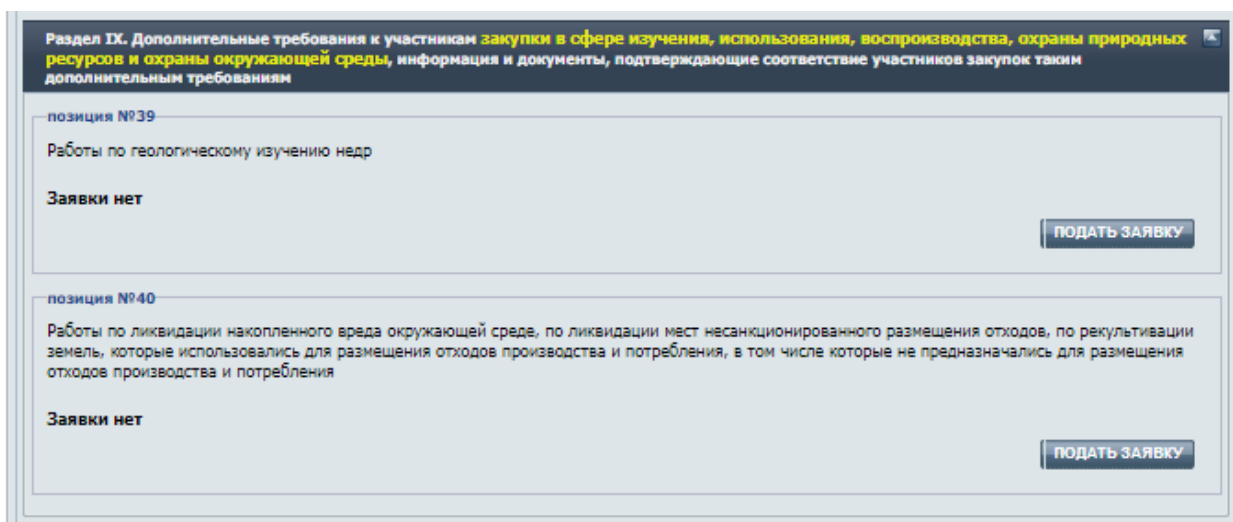 Раздел IX. Дополнительные требования к участникам закупки в сфере изучения, использования, воспроизводства, охраны природных
ресурсов и охраны окружающей среды, информация и документы, подтверждающие соответствие участников закупок таким
дополнительным требованиям
позиция №39
Работы по геологическому изучению недр
Заявки нет
ПОДАТЬ ЗАЯВКУ
позиция №40
Работы по ликвидации накопленного вреда окружающей среде, по ликвидации мест несанкционированного размещения отходов, по рекультивации
земель, которые использовались для размещения отходов производства и потребления, в том числе которые не предназначались для размещения
отходов производства и потребления
Заявки нет
ПОДАТЬ ЗАЯВКУ